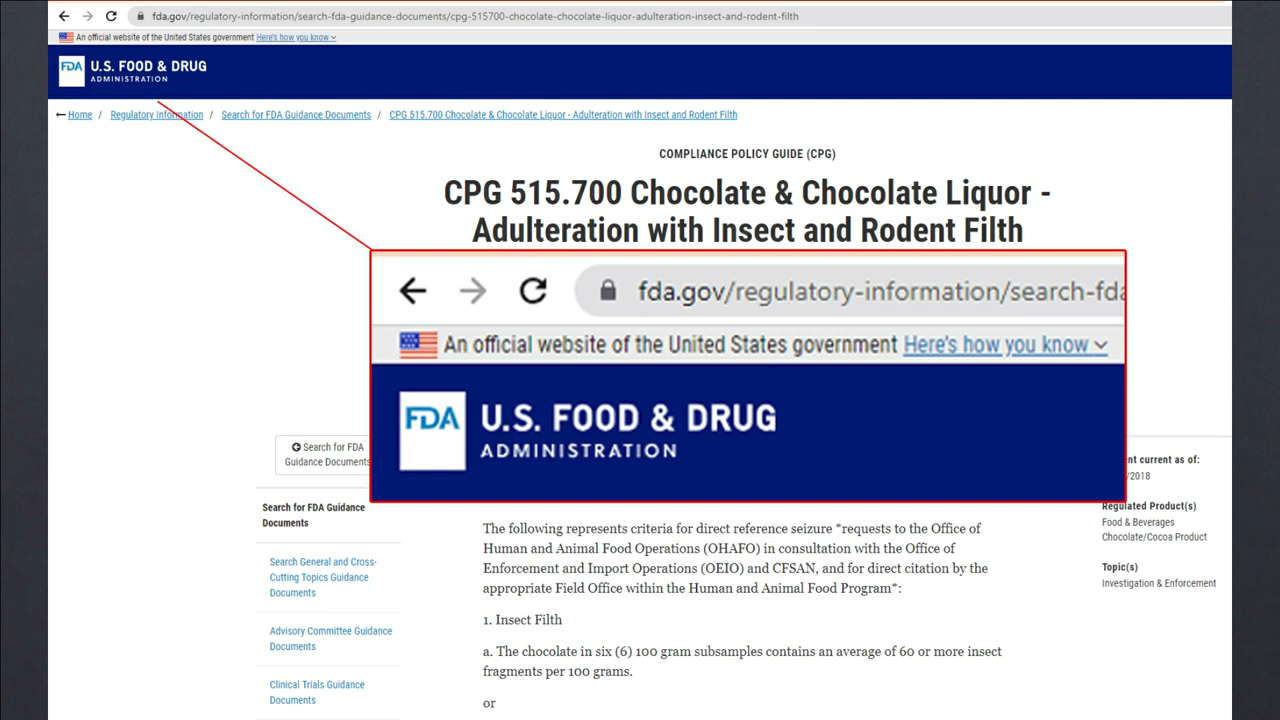 fda.gov/regulatory-information/search-fda-guidance-documents/cpg-515700-chocolate-chocolate-liquor-adulteration-insect-and-rodent-filth
An official website of the United States government Here's how you know
FDA U.S. FOOD & DRUG
ADMINISTRATION
Home / Regulatory Information / Search for FDA Guidance Documents / CPG 515.700 Chocolate & Chocolate Liquor - Adulteration with Insect and Rodent Filth
COMPLIANCE POLICY GUIDE (CPG)
CPG 515.700 Chocolate & Chocolate Liquor -
Adulteration with Insect and Rodent Filth
fda.gov/regulatory-information/search-fda
An official website of the United States government Here's how you know
FDA U.S. FOOD & DRUG
ADMINISTRATION
Search for FDA
Guidance Documents
Search for FDA Guidance
Documents
Search General and Cross-
Cutting Topics Guidance
Documents
Advisory Committee Guidance
Documents
Clinical Trials Guidance
Documents
The following represents criteria for direct reference seizure *requests to the Office of
Human and Animal Food Operations (OHAFO) in consultation with the Office of
Enforcement and Import Operations (OEIO) and CFSAN, and for direct citation by the
appropriate Field Office within the Human and Animal Food Program*:
1. Insect Filth
a. The chocolate in six (6) 100 gram subsamples contains an average of 60 or more insect
fragments per 100 grams.
or
current as of:
/2018
Regulated Product(s)
Food & Beverages
Chocolate/Cocoa Product
Topic(s)
Investigation & Enforcement